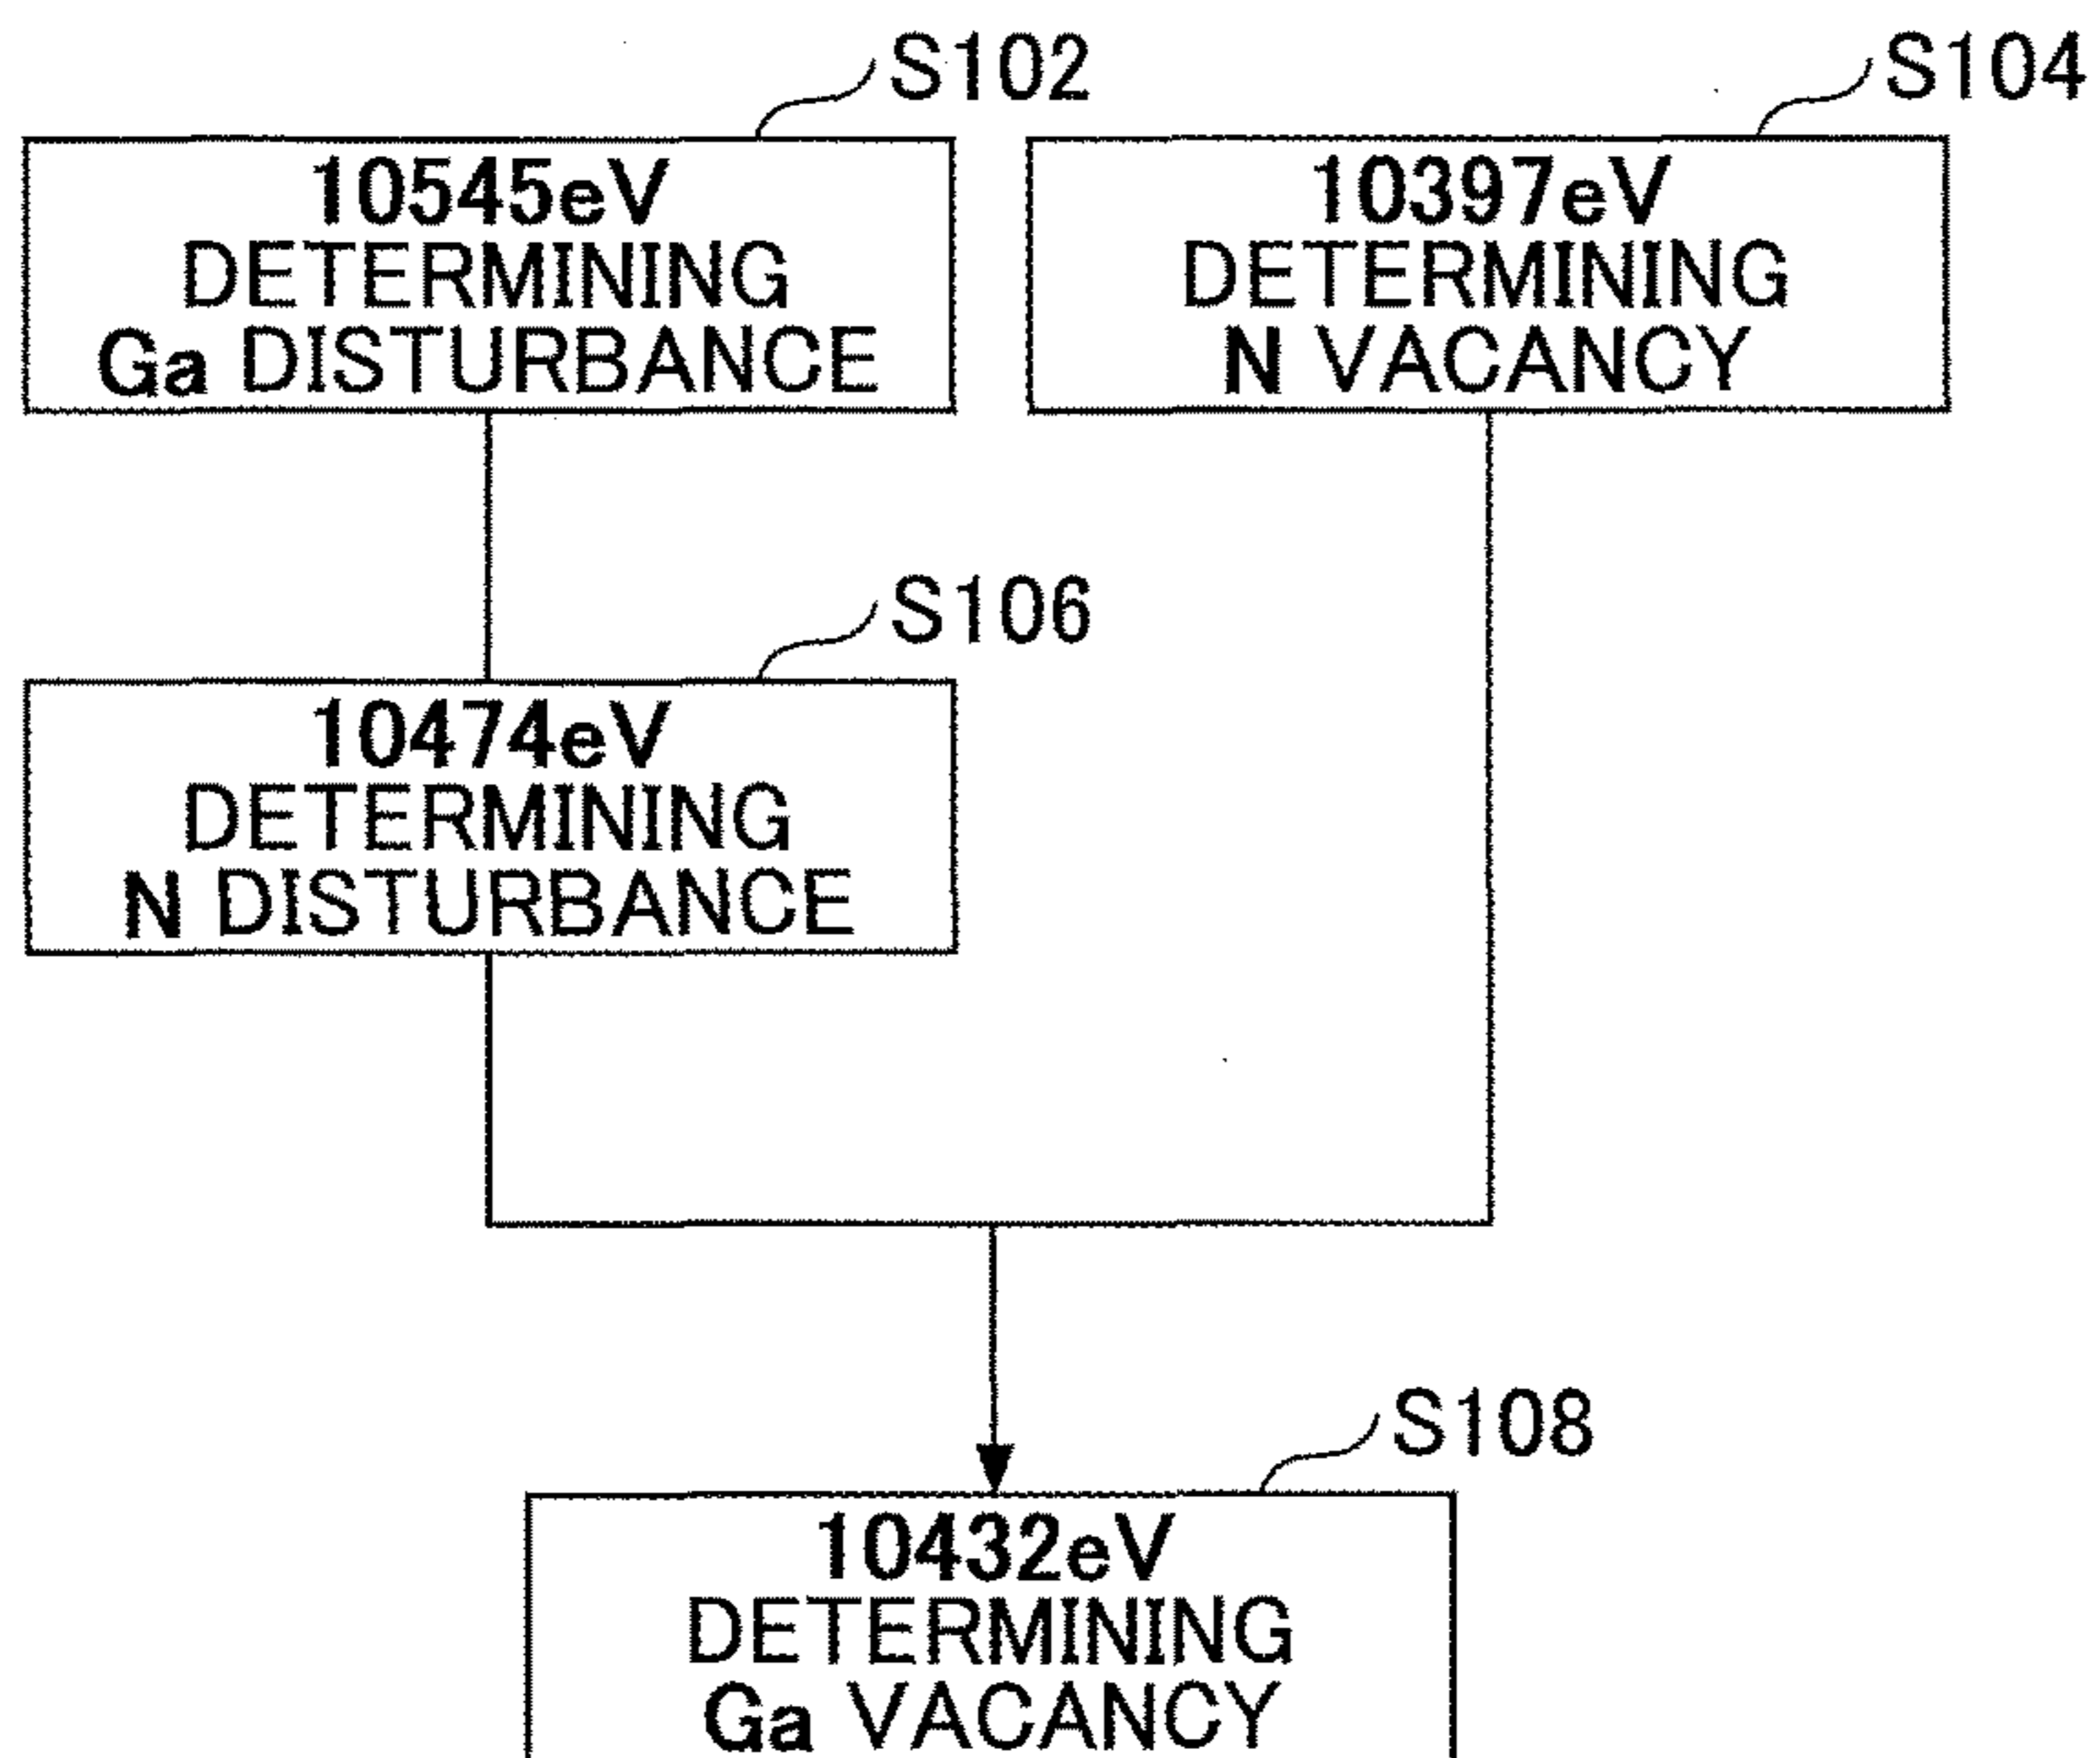 S102
10545eV
DETERMINING
Ga DISTURBANCE
S104
10397eV
DETERMINING
N VACANCY
S106
10474eV
DETERMINING
N DISTURBANCE
S108
10432eV
DETERMINING
Ga VACANCY